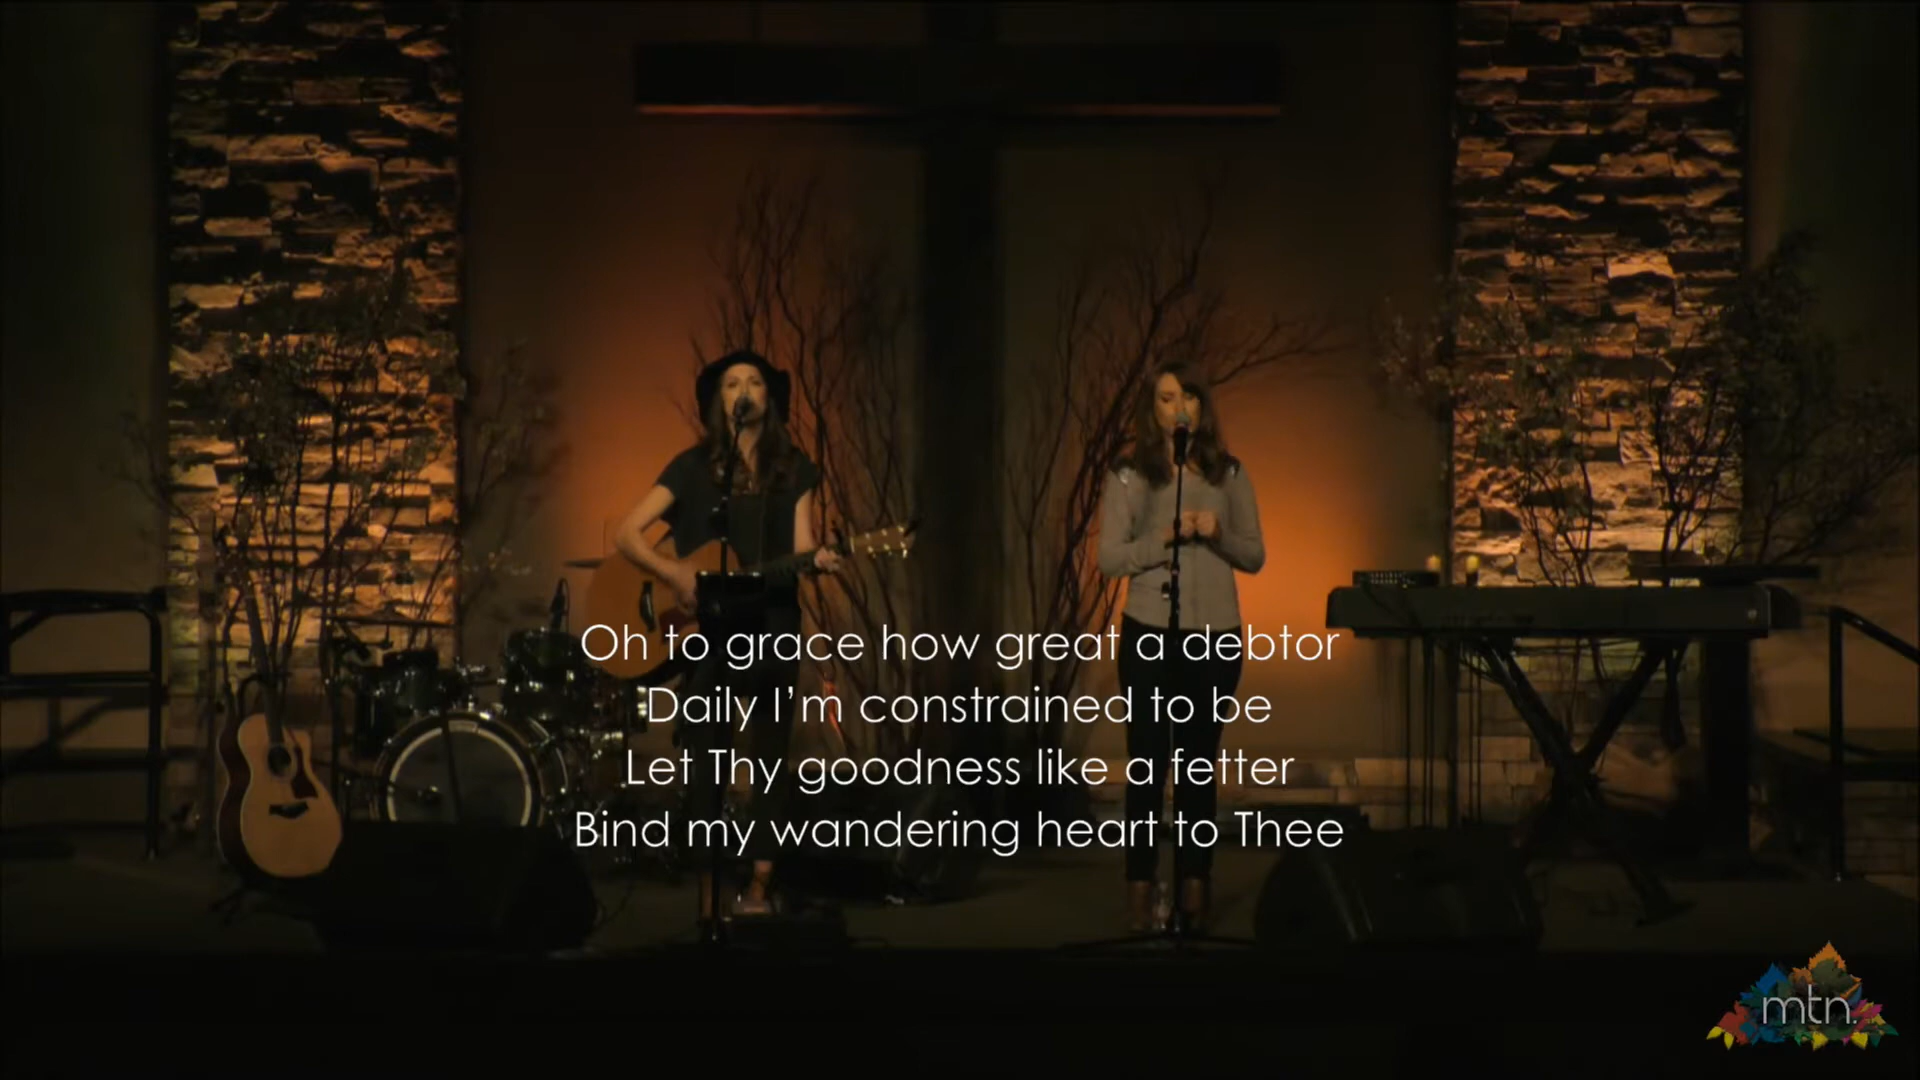 Oh to grace how great a debtor
Daily I’m constrained to be
Let Thy goodness like a fetter
Bind my wandering heart to Thee
mtn.